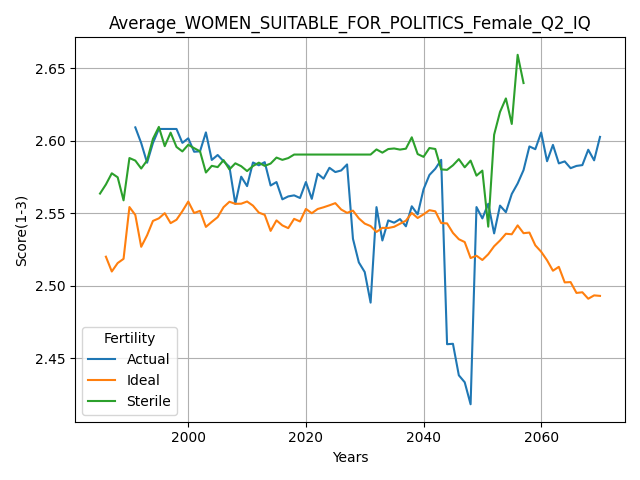 Average_WOMEN_SUITABLE_FOR_POLITICS_Female_Q2_IQ
Score(1-3)
2.65
2.60
2.55
2.50
2.45
Fertility
Actual
Ideal
Sterile
2000
2020
2040
2060
Years